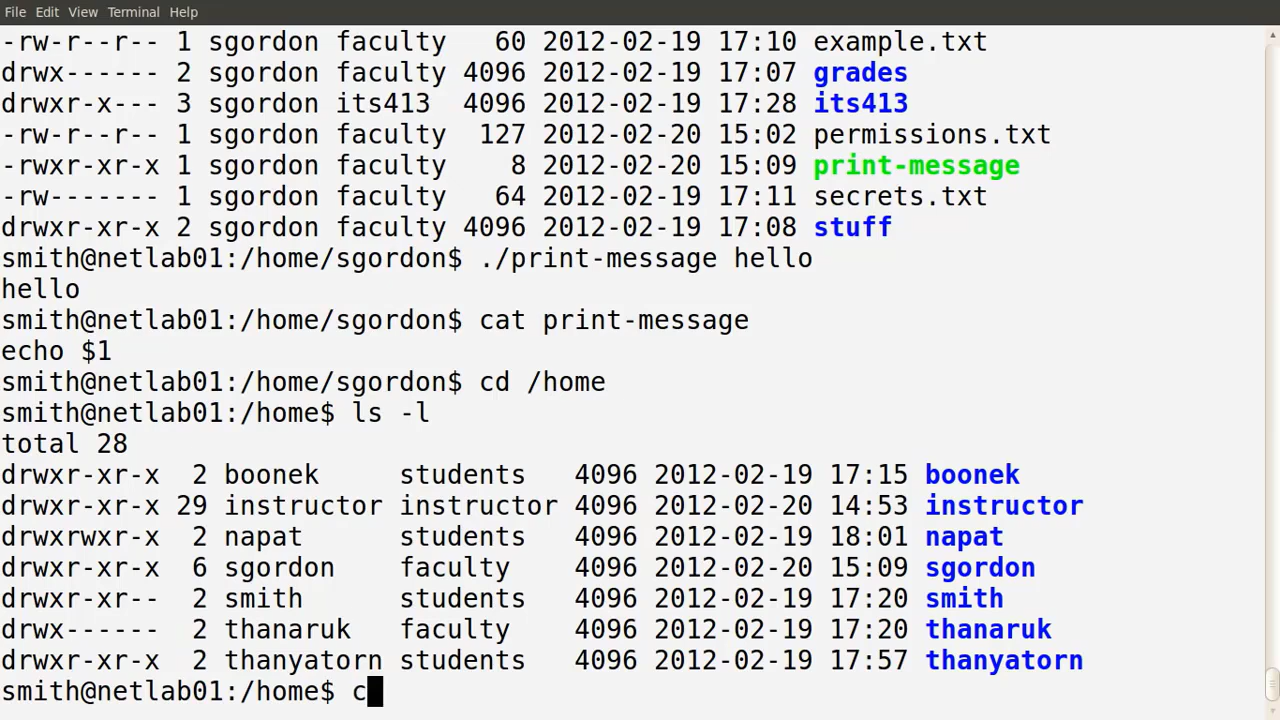 File Edit View Terminal Help
-rw-r--r-- 1 sgordon faculty   60 2012-02-19 17:10 example.txt
drwx------ 2 sgordon faculty 4096 2012-02-19 17:07 grades
drwxr-x--- 3 sgordon its413  4096 2012-02-19 17:28 its413
-rw-r--r-- 1 sgordon faculty  127 2012-02-20 15:02 permissions.txt
-rwxr-xr-x 1 sgordon faculty    8 2012-02-20 15:09 print-message
-rw------- 1 sgordon faculty   64 2012-02-19 17:11 secrets.txt
drwxr-xr-x 2 sgordon faculty 4096 2012-02-19 17:08 stuff
smith@netlab01:/home/sgordon$ ./print-message hello
hello
smith@netlab01:/home/sgordon$ cat print-message
echo $1
smith@netlab01:/home/sgordon$ cd /home
smith@netlab01:/home$ ls -l
total 28
drwxr-xr-x  2 boonek     students   4096 2012-02-19 17:15 boonek
drwxr-xr-x 29 instructor instructor 4096 2012-02-20 14:53 instructor
drwxrwxr-x  2 napat      students   4096 2012-02-19 18:01 napat
drwxr-xr-x  6 sgordon    faculty    4096 2012-02-20 15:09 sgordon
drwxr-xr--  2 smith      students   4096 2012-02-19 17:20 smith
drwx------  2 thanaruk   faculty    4096 2012-02-19 17:20 thanaruk
drwxr-xr-x  2 thanyatorn students   4096 2012-02-19 17:57 thanyatorn
smith@netlab01:/home$ c